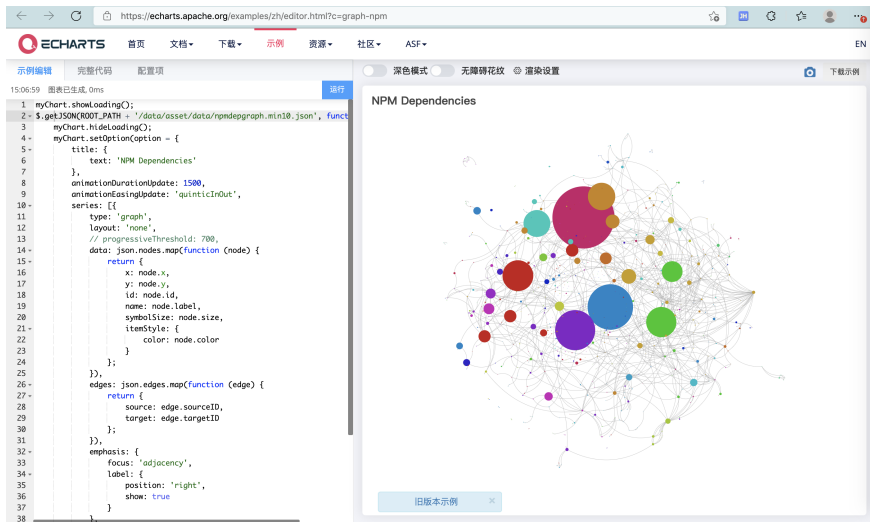 https://echarts.apache.org/examples/zh/editor.html?c=graph-npm
JH
ECHARTS
首页
文档
下载
示例
资源
社区
ASF
EN
示例编辑
完整代码
配置项
深色模式
无障碍花纹
渲染设置
下载示例
15:06:59 图表已生成, 0ms
运行
1 myChart.showLoading();
2 $.getJSON(ROOT_PATH + '/data/asset/data/npmdepgraph.min10.json', funct
3 myChart.hideLoading();
4 myChart.setOption(option = {
5 title: {
6 text: 'NPM Dependencies'
7 },
8 animationDurationUpdate: 1500,
9 animationEasingUpdate: 'quinticInOut',
10 series: [{
11 type: 'graph',
12 layout: 'none',
13 // progressiveThreshold: 700,
14 data: json.nodes.map(function (node) {
15 return {
16 x: node.x,
17 y: node.y,
18 id: node.id,
19 name: node.label,
20 symbolSize: node.size,
21 itemStyle: {
22 color: node.color
23 }
24 };
25 }),
26 edges: json.edges.map(function (edge) {
27 return {
28 source: edge.sourceID,
29 target: edge.targetID
30 };
31 }),
32 emphasis: {
33 focus: 'adjacency',
34 label: {
35 position: 'right',
36 show: true
37 }
38 },
NPM Dependencies
旧版本示例